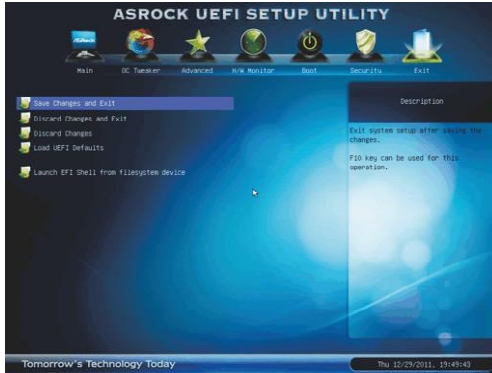 ASROCK UEFI SETUP UTILITY
ASRock
Main OC Tweaker Advanced H/W Monitor Boot Security Exit
Save Changes and Exit
Discard Changes and Exit
Discard Changes
Load UEFI Defaults
Launch EFI Shell from filesystem device
Description
Exit system setup after saving the
changes.
F10 key can be used for this
operation.
Tomorrow's Technology Today
Thu 12/29/2011, 19:49:43